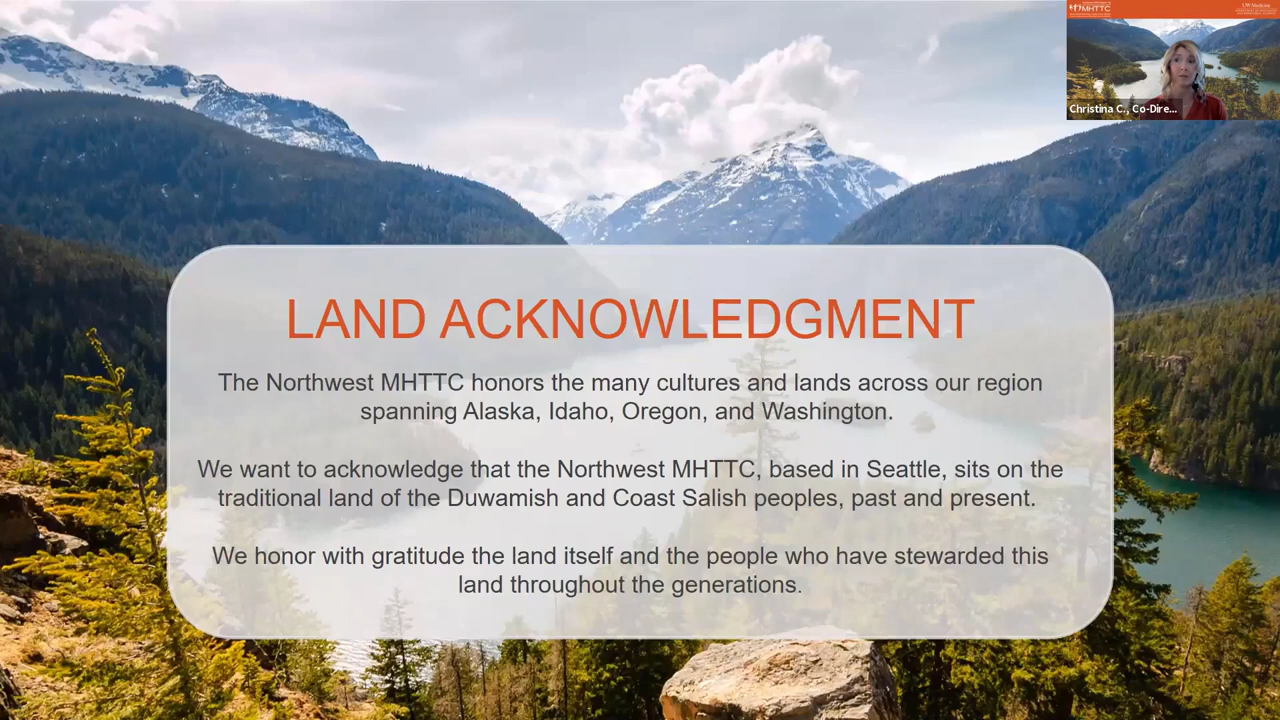 MHTTC
UW Medicine
Christina C., Co-Dire...
LAND ACKNOWLEDGMENT
The Northwest MHTTC honors the many cultures and lands across our region
spanning Alaska, Idaho, Oregon, and Washington.
We want to acknowledge that the Northwest MHTTC, based in Seattle, sits on the
traditional land of the Duwamish and Coast Salish peoples, past and present.
We honor with gratitude the land itself and the people who have stewarded this
land throughout the generations.